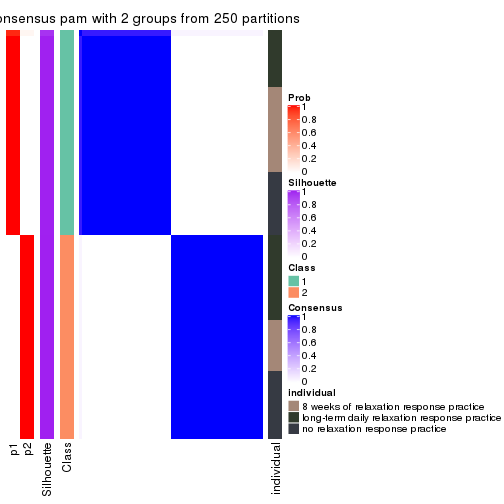 onsensus pam with 2 groups from 250 partitions
Prob
1
0.8
0.6
0.4
0.2
0
Silhouette
1
0.8
0.6
0.4
0.2
0
Class
1
2
Consensus
1
0.8
0.6
0.4
0.2
0
individual
8 weeks of relaxation response practice
long-term daily relaxation response practice
no relaxation response practice
p1
p2
Silhouette
Class
individual